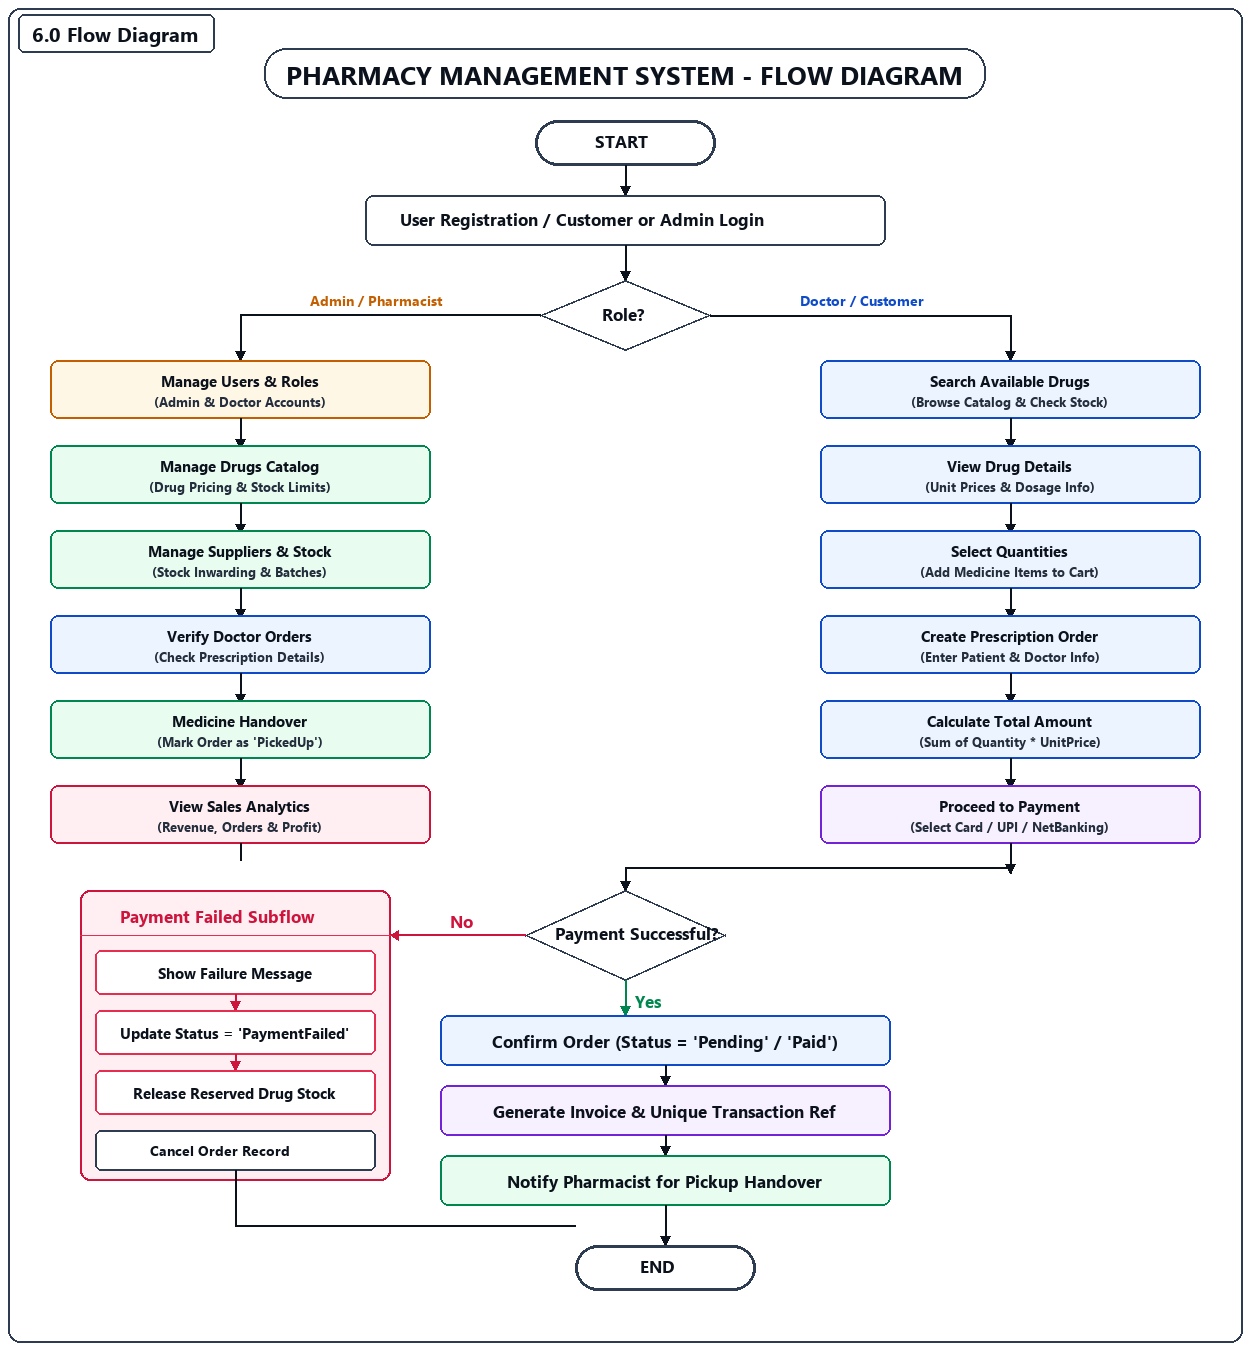 6.0 Flow Diagram
PHARMACY MANAGEMENT SYSTEM - FLOW DIAGRAM
START
User Registration / Customer or Admin Login
Role?
Admin / Pharmacist
Doctor / Customer
Manage Users & Roles
(Admin & Doctor Accounts)
Manage Drugs Catalog
(Drug Pricing & Stock Limits)
Manage Suppliers & Stock
(Stock Inwarding & Batches)
Verify Doctor Orders
(Check Prescription Details)
Medicine Handover
(Mark Order as 'PickedUp')
View Sales Analytics
(Revenue, Orders & Profit)
Search Available Drugs
(Browse Catalog & Check Stock)
View Drug Details
(Unit Prices & Dosage Info)
Select Quantities
(Add Medicine Items to Cart)
Create Prescription Order
(Enter Patient & Doctor Info)
Calculate Total Amount
(Sum of Quantity * UnitPrice)
Proceed to Payment
(Select Card / UPI / NetBanking)
Payment Successful?
No
Payment Failed Subflow
Show Failure Message
Update Status = 'PaymentFailed'
Release Reserved Drug Stock
Cancel Order Record
Yes
Confirm Order (Status = 'Pending' / 'Paid')
Generate Invoice & Unique Transaction Ref
Notify Pharmacist for Pickup Handover
END